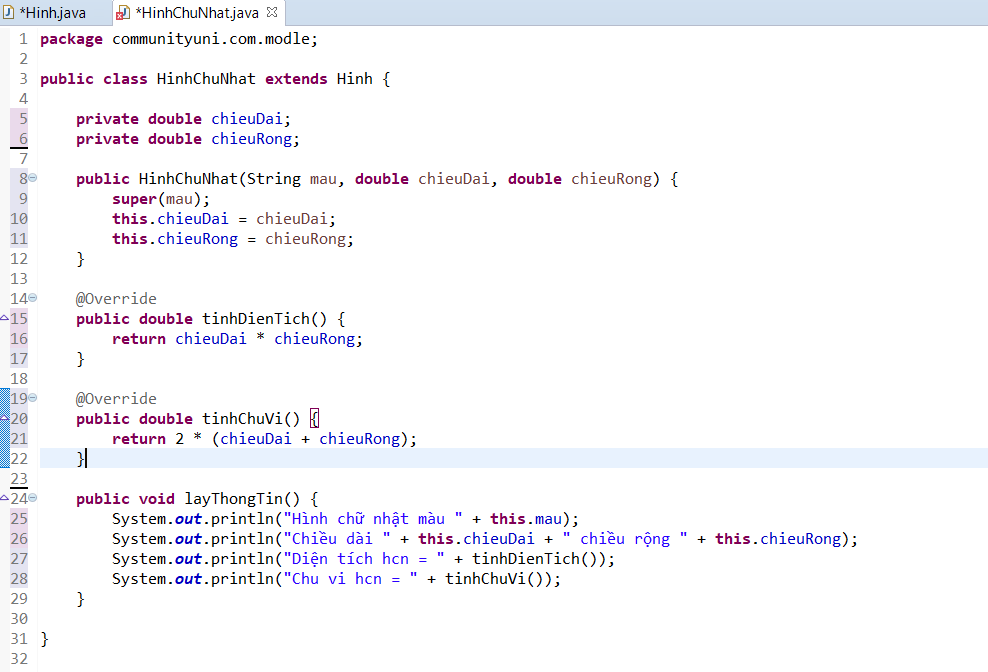 *Hinh.java *HinhChuNhat.java
1 package communityuni.com.modle;
2
3 public class HinhChuNhat extends Hinh {
4
5 private double chieuDai;
6 private double chieuRong;
7
8 public HinhChuNhat(String mau, double chieuDai, double chieuRong) {
9 super(mau);
10 this.chieuDai = chieuDai;
11 this.chieuRong = chieuRong;
12 }
13
14 @Override
15 public double tinhDienTich() {
16 return chieuDai * chieuRong;
17 }
18
19 @Override
20 public double tinhChuVi() {
21 return 2 * (chieuDai + chieuRong);
22 }
23
24 public void layThongTin() {
25 System.out.println("Hình chữ nhật màu " + this.mau);
26 System.out.println("Chiều dài " + this.chieuDai + " chiều rộng " + this.chieuRong);
27 System.out.println("Diện tích hcn = " + tinhDienTich());
28 System.out.println("Chu vi hcn = " + tinhChuVi());
29 }
30
31 }
32